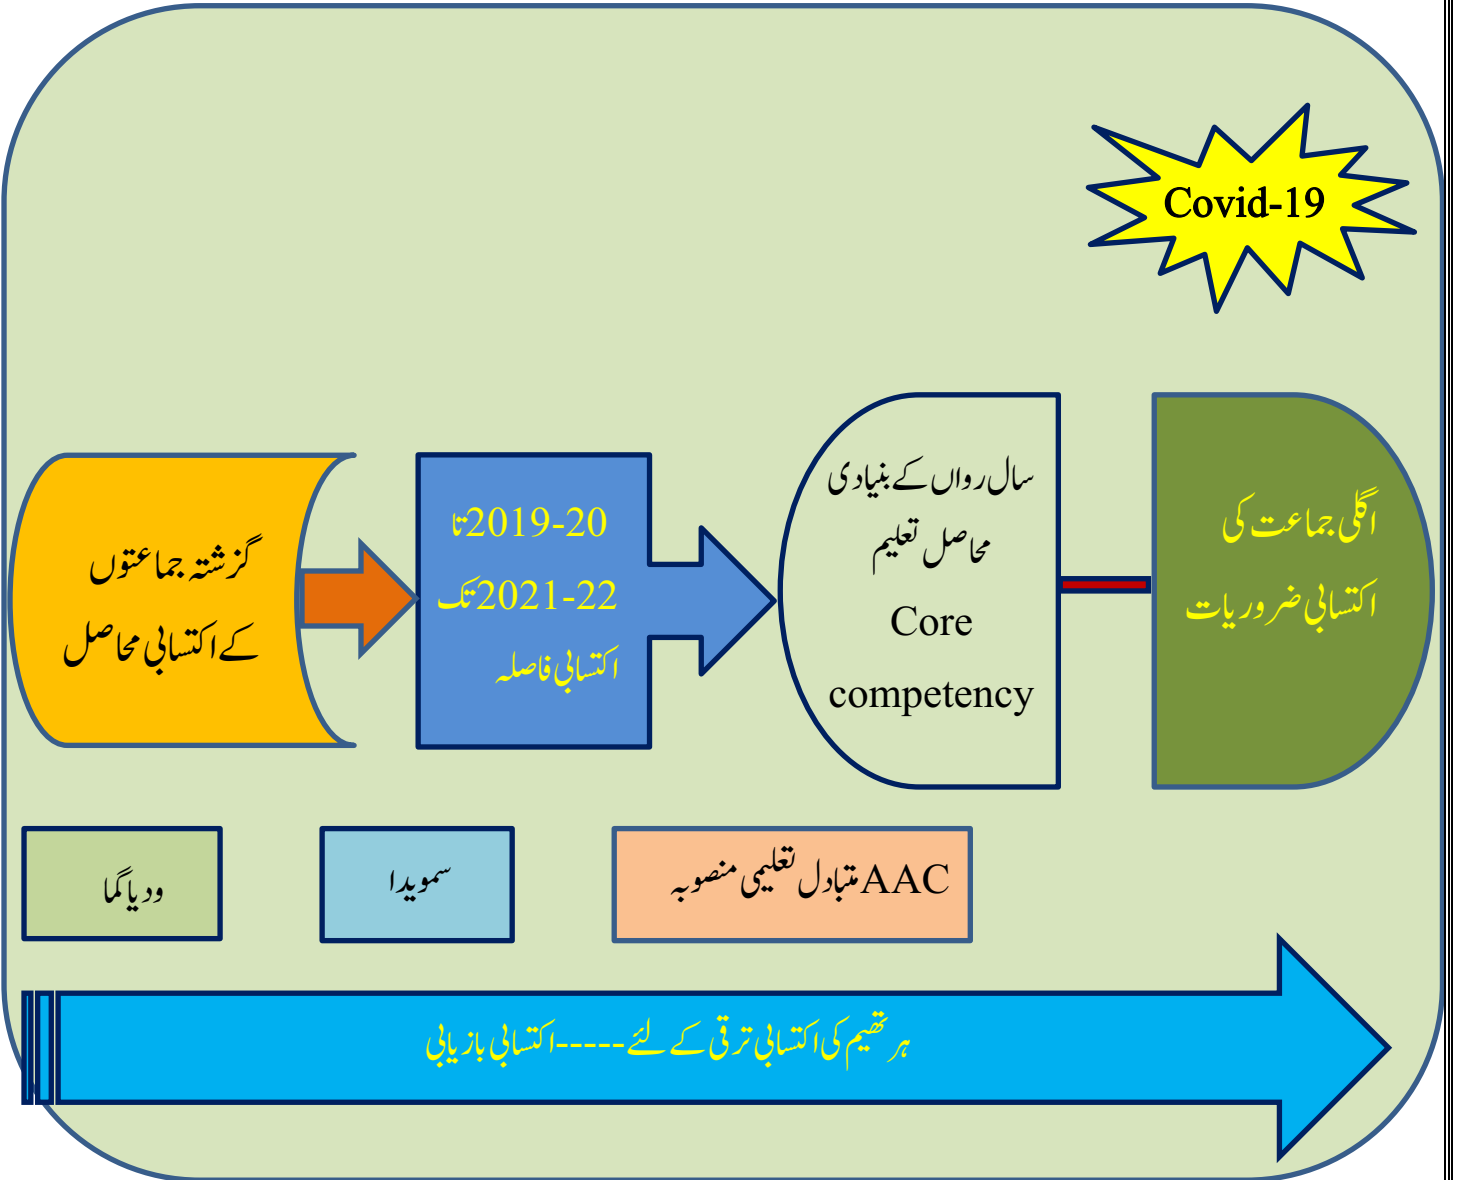 Covid-19
گزشتہ جماعتوں
کے اکتسابی محاصل
2019-20تا
2021-22تک
اکتسابی فاصلہ
سال رواں کے بنیادی
محاصل تعلیم
Core
competency
اگلی جماعت کی
اکتسابی ضروریات
ودیاگما
سمویدا
AAC متبادل تعلیمی منصوبہ
ہر تھیم کی اکتسابی ترقی کے لئے-----اکتسابی بازیابی